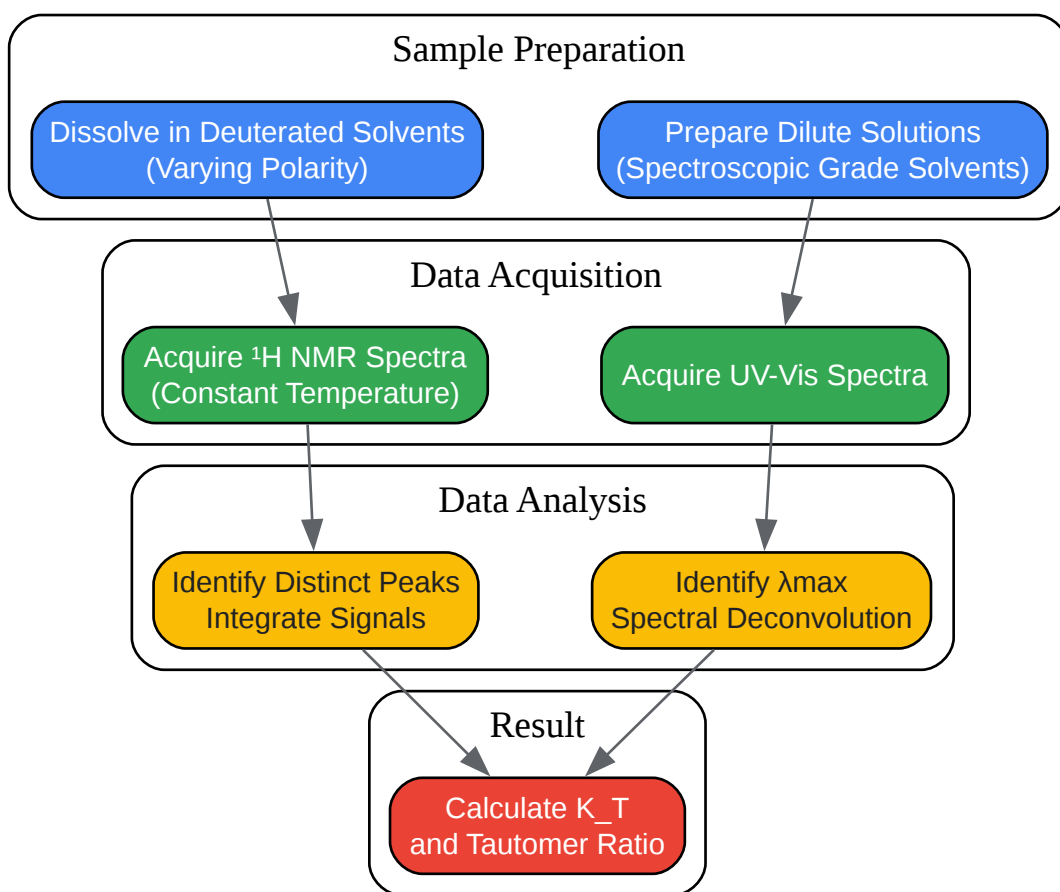 Sample Preparation
Dissolve in Deuterated Solvents
(Varying Polarity)
Prepare Dilute Solutions
(Spectroscopic Grade Solvents)
Data Acquisition
Acquire ¹H NMR Spectra
(Constant Temperature)
Acquire UV-Vis Spectra
Data Analysis
Identify Distinct Peaks
Integrate Signals
Identify λmax
Spectral Deconvolution
Result
Calculate K_T
and Tautomer Ratio